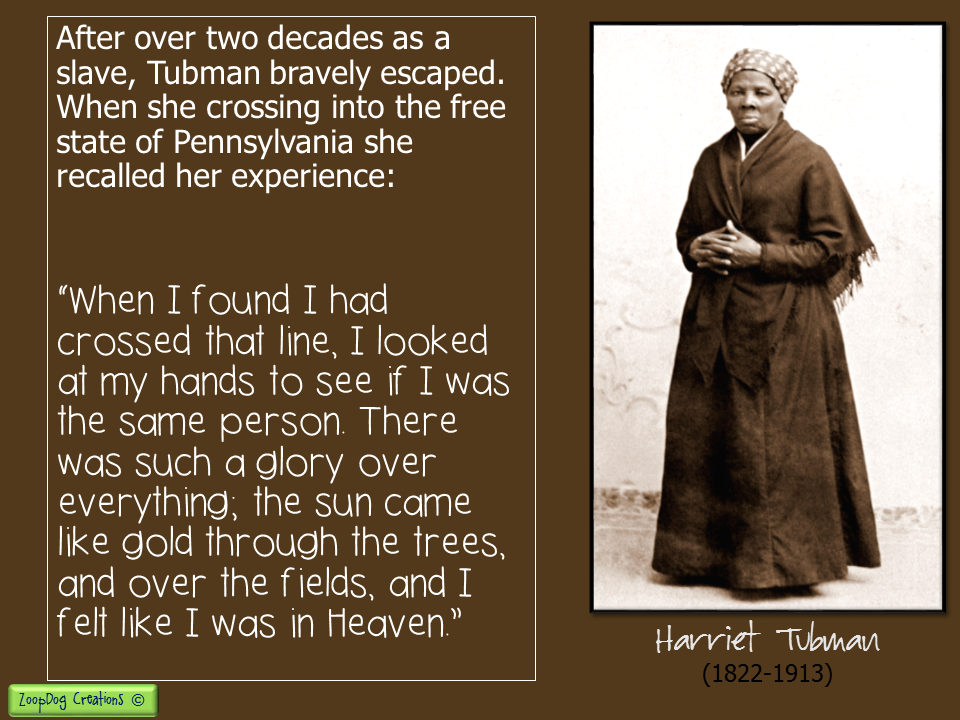 After over two decades as a
slave, Tubman bravely escaped.
When she crossing into the free
state of Pennsylvania she
recalled her experience:
“When I found I had
crossed that line, I looked
at my hands to see if I was
the same person. There
was such a glory over
everything; the sun came
like gold through the trees,
and over the fields, and I
felt like I was in Heaven.”
Harriet Tubman
(1822-1913)
ZoopDog Creations ©